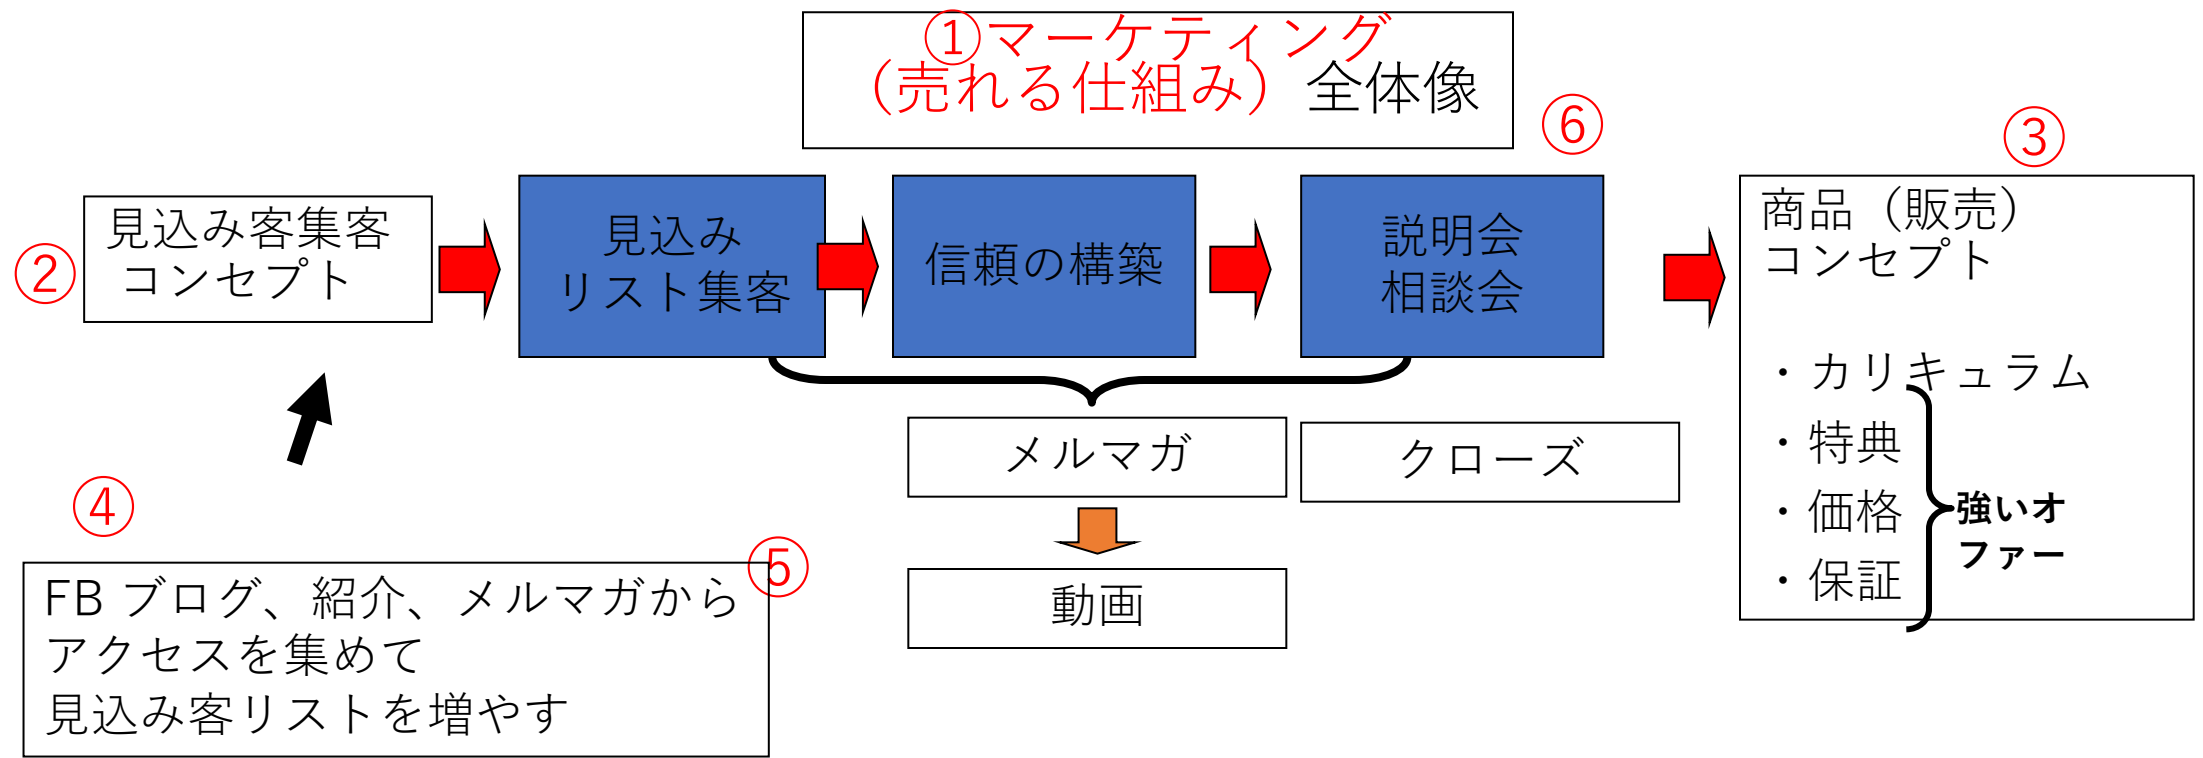 ①マーケティング
（売れる仕組み）全体像
⑥
③
②
見込み客集客
コンセプト
見込み
リスト集客
信頼の構築
説明会
相談会
商品（販売）
コンセプト
・カリキュラム
・特典
・価格
・保証
強いオ
ファー
メルマガ
クローズ
動画
④
⑤
FB ブログ、紹介、メルマガから
アクセスを集めて
見込み客リストを増やす